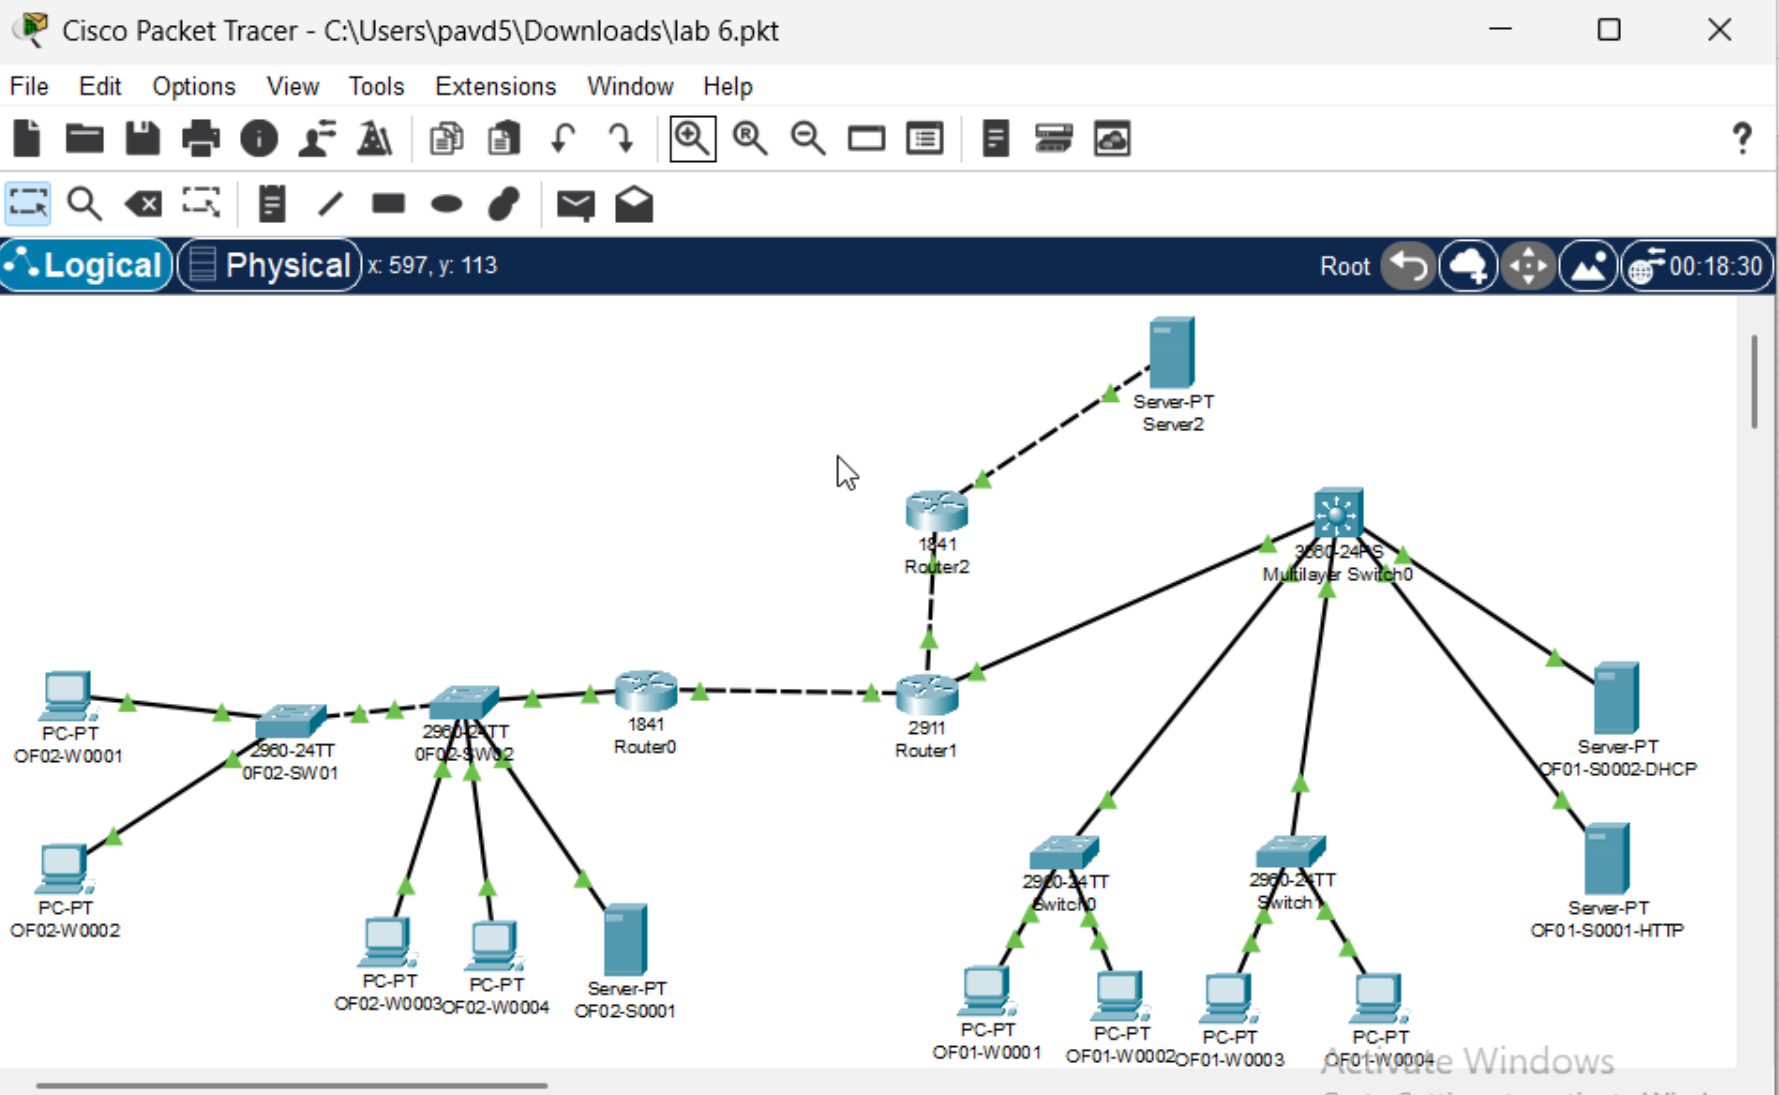 Cisco Packet Tracer - C:\Users\pavd5\Downloads\lab 6.pkt
File Edit Options View Tools Extensions Window Help
?
Logical Physical x: 597, y: 113 Root 00:18:30
Server-PT
Server2
1841
Router2
3560-24PS
Multilayer Switch0
PC-PT
OF02-W0001
2960-24TT
0F02-SW01
2960-24TT
0F02-SW02
1841
Router0
2911
Router1
Server-PT
OF01-S0002-DHCP
PC-PT
OF02-W0002
2960-24TT
Switch0
2960-24TT
Switch1
Server-PT
OF01-S0001-HTTP
PC-PT
OF02-W0003
PC-PT
OF02-W0004
Server-PT
OF02-S0001
PC-PT
OF01-W0001
PC-PT
OF01-W0002
PC-PT
OF01-W0003
PC-PT
OF01-W0004
Activate Windows